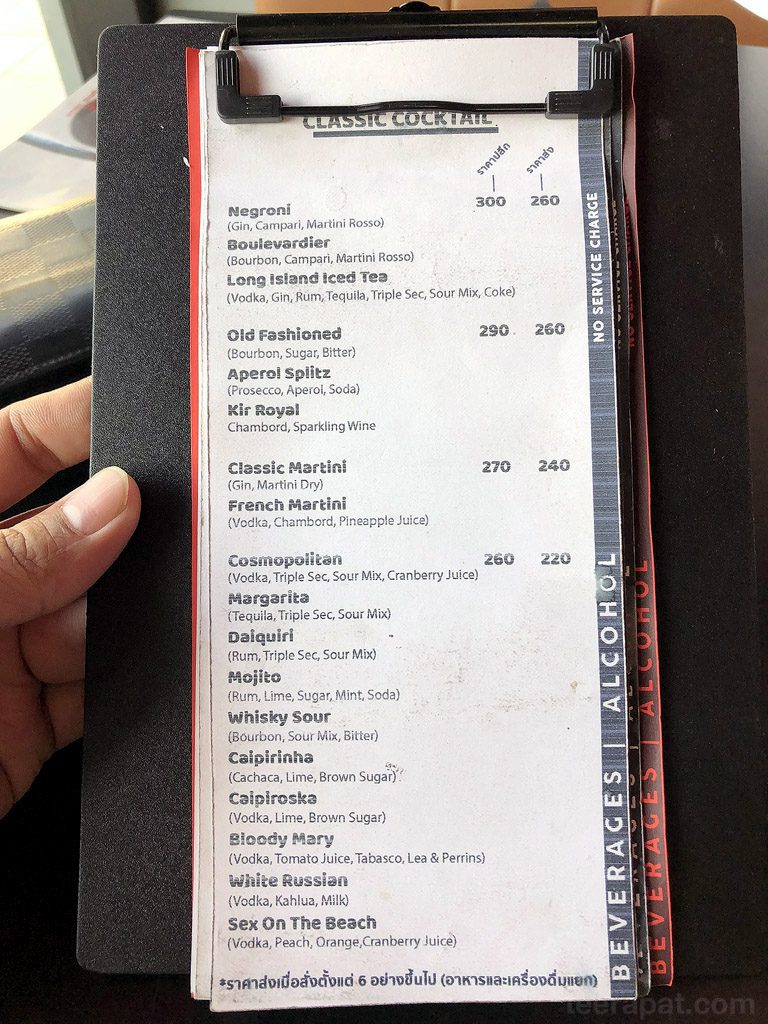 CLASSIC COCKTAIL
ราคาปลีก ราคาส่ง
Negroni 300 260
(Gin, Campari, Martini Rosso)
Boulevardier
(Bourbon, Campari, Martini Rosso)
Long Island Iced Tea
(Vodka, Gin, Rum, Tequila, Triple Sec, Sour Mix, Coke)
Old Fashioned 290 260
(Bourbon, Sugar, Bitter)
Aperol Splitz
(Prosecco, Aperol, Soda)
Kir Royal
Chambord, Sparkling Wine
Classic Martini 270 240
(Gin, Martini Dry)
French Martini
(Vodka, Chambord, Pineapple Juice)
Cosmopolitan 260 220
(Vodka, Triple Sec, Sour Mix, Cranberry Juice)
Margarita
(Tequila, Triple Sec, Sour Mix)
Daiquiri
(Rum, Triple Sec, Sour Mix)
Mojito
(Rum, Lime, Sugar, Mint, Soda)
Whisky Sour
(Bourbon, Sour Mix, Bitter)
Caipirinha
(Cachaca, Lime, Brown Sugar)
Caipiroska
(Vodka, Lime, Brown Sugar)
Bloody Mary
(Vodka, Tomato Juice, Tabasco, Lea & Perrins)
White Russian
(Vodka, Kahlua, Milk)
Sex On The Beach
(Vodka, Peach, Orange,Cranberry Juice)
*ราคาส่งเมื่อสั่งตั้งแต่ 6 อย่างขึ้นไป (อาหารและเครื่องดื่มแยก)
NO SERVICE CHARGE
BEVERAGES | ALCOHOL
BEVERAGES | ALCOHOL
teerapat.com